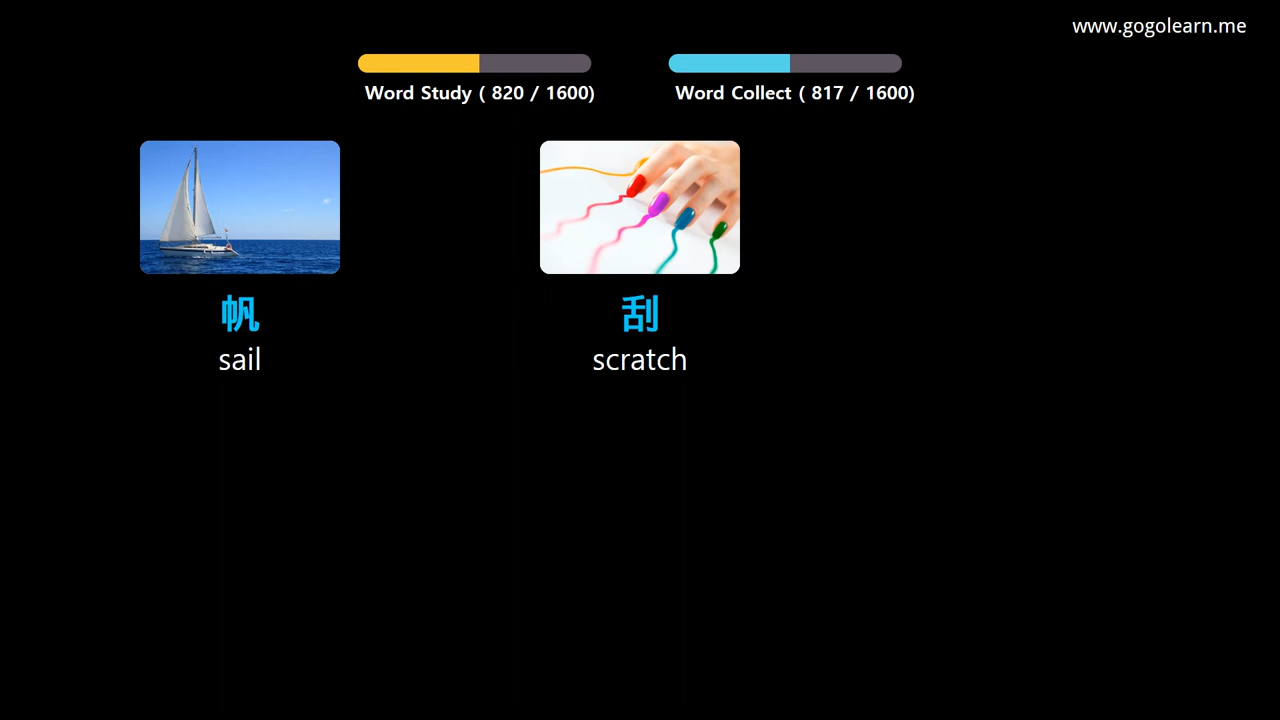 www.gogolearn.me
Word Study ( 820 / 1600)
Word Collect ( 817 / 1600)
帆
sail
刮
scratch